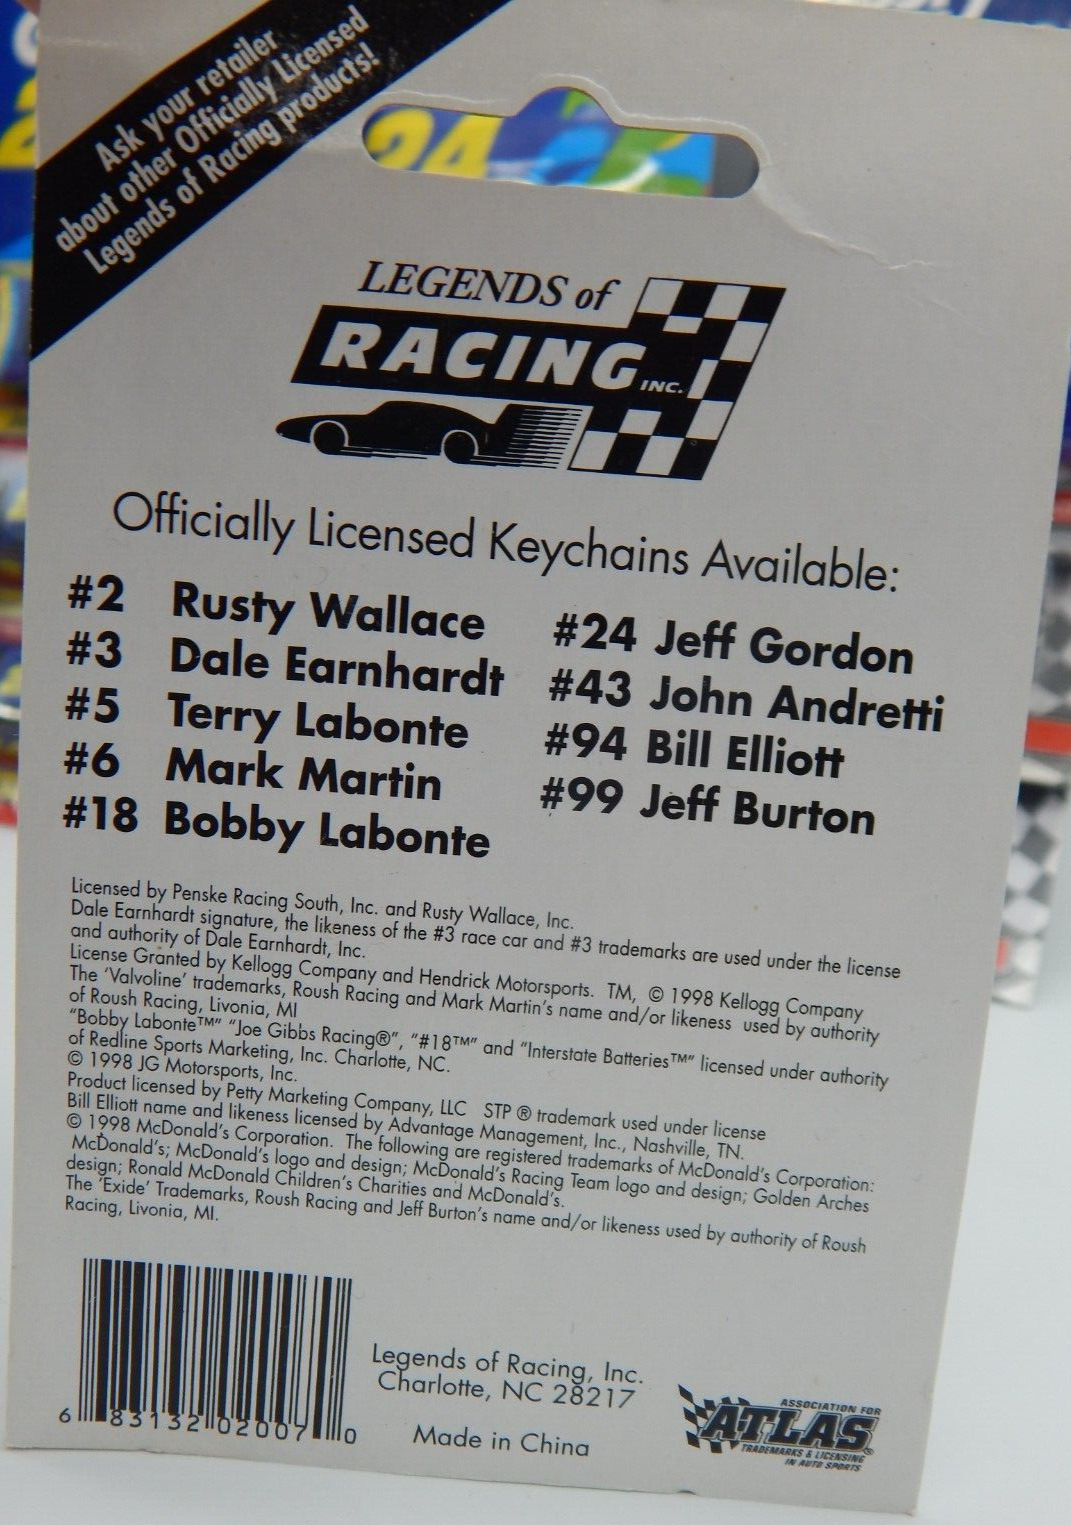 Ask your retailer
about other Officially Licensed
Legends of Racing products!
24
LEGENDS of
RACING INC.
Officially Licensed Keychains Available:
#2 Rusty Wallace
#3 Dale Earnhardt
#5 Terry Labonte
#6 Mark Martin
#18 Bobby Labonte
#24 Jeff Gordon
#43 John Andretti
#94 Bill Elliott
#99 Jeff Burton
Licensed by Penske Racing South, Inc. and Rusty Wallace, Inc.
Dale Earnhardt signature, the likeness of the #3 race car and #3 trademarks are used under the license
and authority of Dale Earnhardt, Inc.
License Granted by Kellogg Company and Hendrick Motorsports. TM, © 1998 Kellogg Company
The 'Valvoline' trademarks, Roush Racing and Mark Martin's name and/or likeness used by authority
of Roush Racing, Livonia, MI
"Bobby Labonte™" "Joe Gibbs Racing®", "#18™" and "Interstate Batteries™" licensed under authority
of Redline Sports Marketing, Inc. Charlotte, NC.
© 1998 JG Motorsports, Inc.
Product licensed by Petty Marketing Company, LLC STP ® trademark used under license
Bill Elliott name and likeness licensed by Advantage Management, Inc., Nashville, TN.
© 1998 McDonald's Corporation. The following are registered trademarks of McDonald's Corporation:
McDonald's; McDonald's logo and design; McDonald's Racing Team logo and design; Golden Arches
design; Ronald McDonald Children's Charities and McDonald's.
The 'Exide' Trademarks, Roush Racing and Jeff Burton's name and/or likeness used by authority of Roush
Racing, Livonia, MI.
6 83132 02007 0
Legends of Racing, Inc.
Charlotte, NC 28217
Made in China
ASSOCIATION FOR
ATLAS®
TRADEMARKS & LICENSING
IN AUTO SPORTS